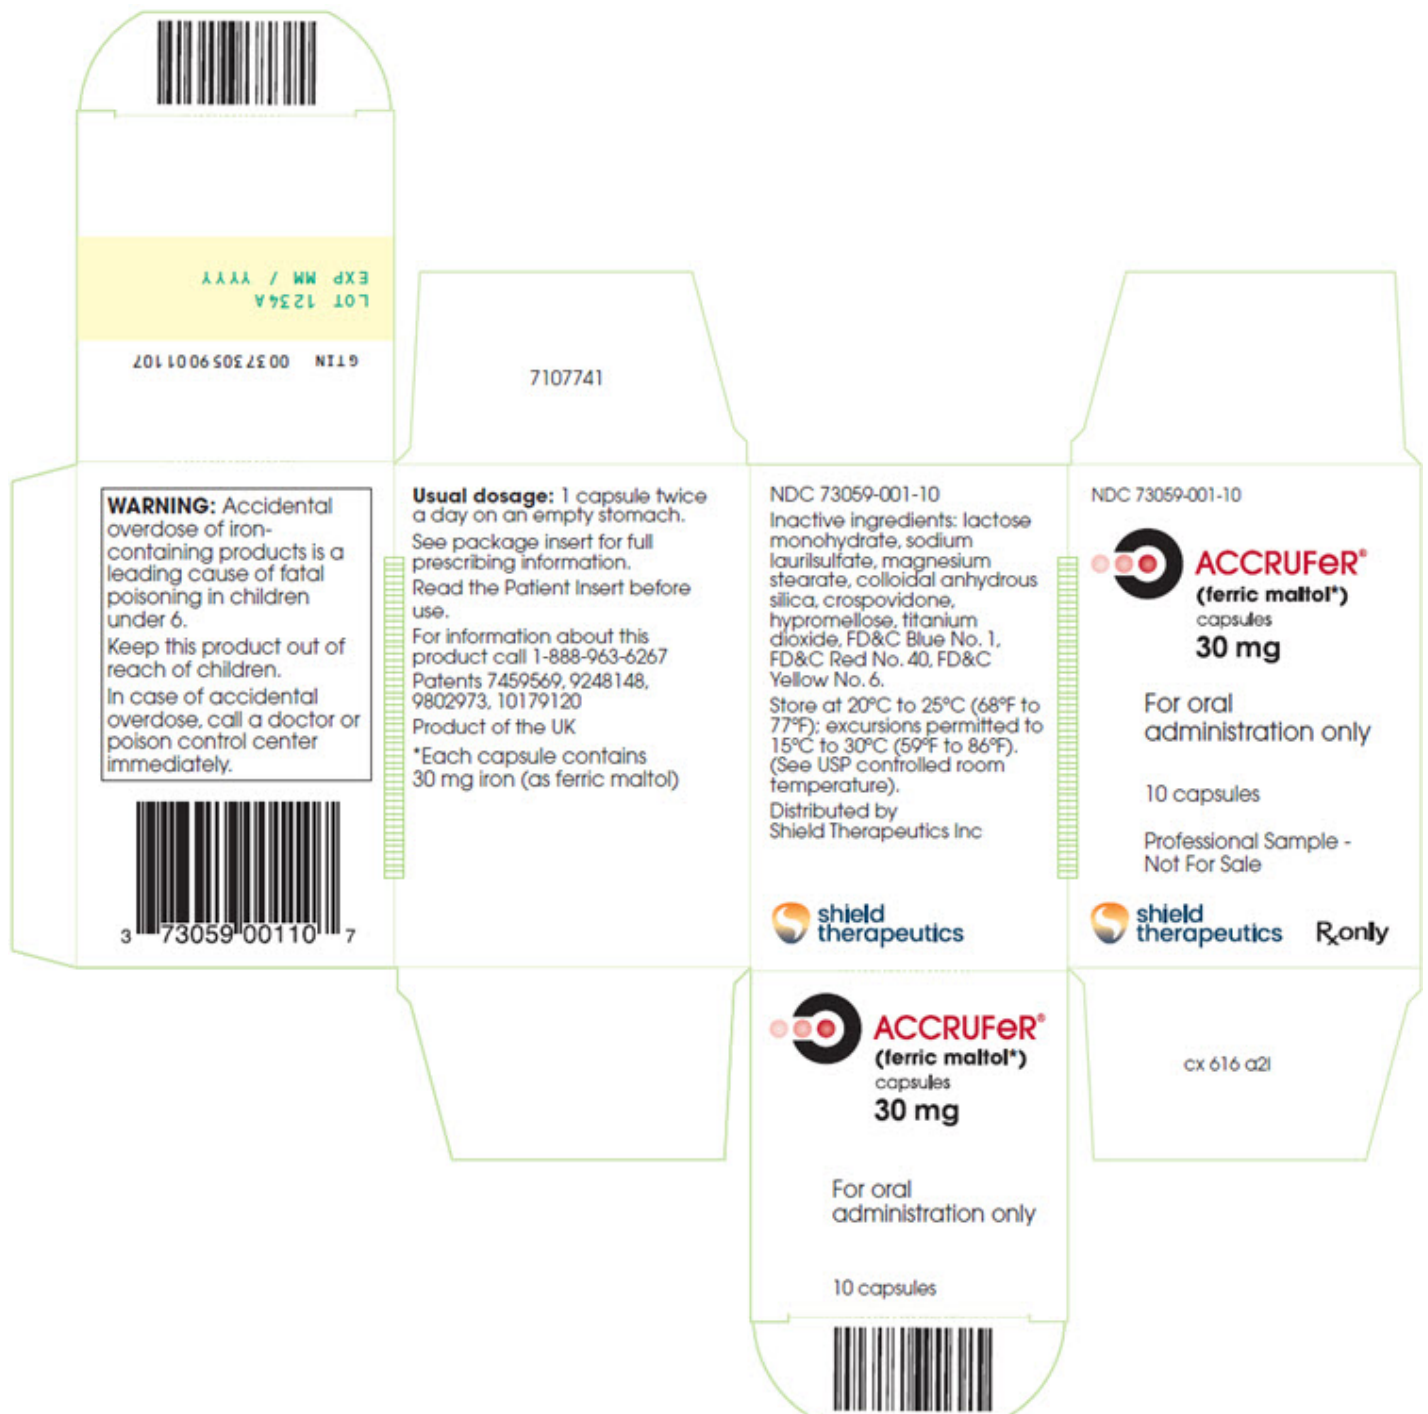 EXP MM / YYYY
LOT 1234A
GTIN 00373059001107
7107741
WARNING: Accidental
overdose of iron-
containing products is a
leading cause of fatal
poisoning in children
under 6.
Keep this product out of
reach of children.
In case of accidental
overdose, call a doctor or
poison control center
immediately.
3 73059 00110 7
Usual dosage: 1 capsule twice
a day on an empty stomach.
See package insert for full
prescribing information.
Read the Patient Insert before
use.
For information about this
product call 1-888-963-6267
Patents 7459569, 9248148,
9802973, 10179120
Product of the UK
*Each capsule contains
30 mg iron (as ferric maltol)
NDC 73059-001-10
Inactive ingredients: lactose
monohydrate, sodium
laurilsulfate, magnesium
stearate, colloidal anhydrous
silica, crospovidone,
hypromellose, titanium
dioxide, FD&C Blue No. 1,
FD&C Red No. 40, FD&C
Yellow No. 6.
Store at 20°C to 25°C (68°F to
77°F); excursions permitted to
15°C to 30°C (59°F to 86°F).
(See USP controlled room
temperature).
Distributed by
Shield Therapeutics Inc
shield
therapeutics
NDC 73059-001-10
ACCRUFeR®
(ferric maltol*)
capsules
30 mg
For oral
administration only
10 capsules
Professional Sample -
Not For Sale
shield
therapeutics
Rx only
ACCRUFeR®
(ferric maltol*)
capsules
30 mg
For oral
administration only
10 capsules
cx 616 a2l